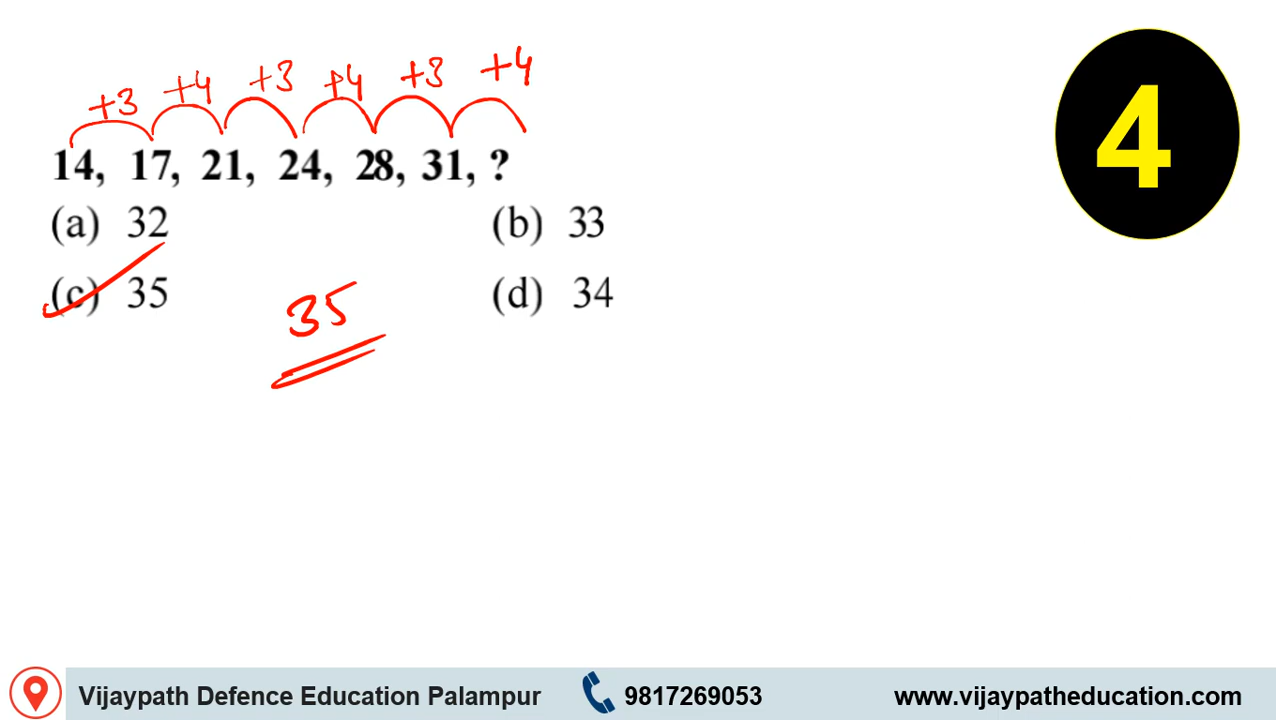 +3 +4 +3 +4 +3 +4
14, 17, 21, 24, 28, 31, ?
(a) 32 (b) 33
(c) 35 (d) 34
35
4
Vijaypath Defence Education Palampur 9817269053 www.vijaypatheducation.com